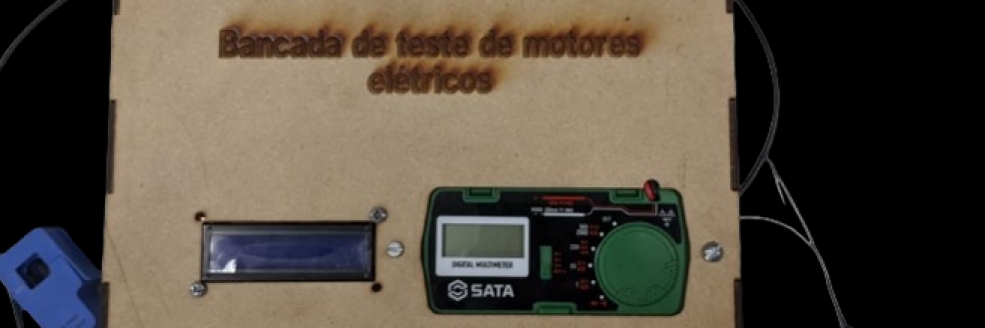 Bancada de teste de motores
elétricos
DIGITAL MULTIMETER
SATA